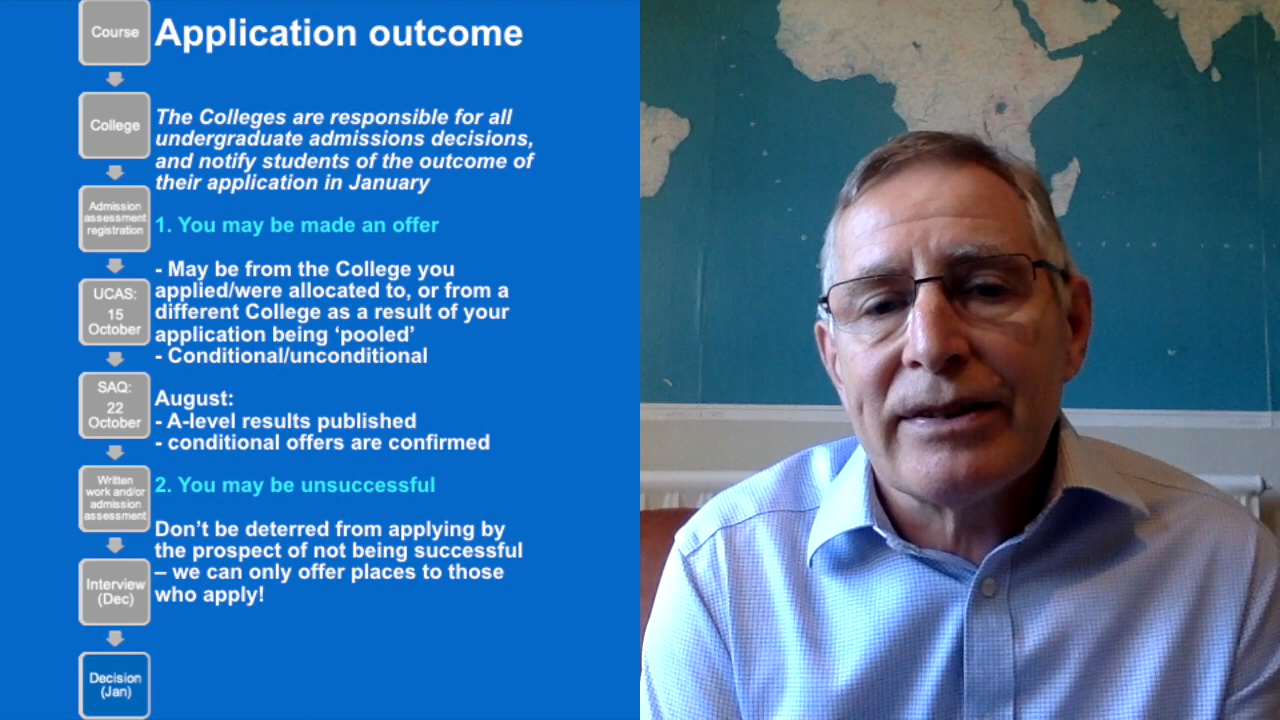 Course
College
Admission
assessment
registration
UCAS:
15
October
SAQ:
22
October
Written
work and/or
admission
assessment
Interview
(Dec)
Decision
(Jan)
Application outcome
The Colleges are responsible for all
undergraduate admissions decisions,
and notify students of the outcome of
their application in January
1. You may be made an offer
- May be from the College you
applied/were allocated to, or from a
different College as a result of your
application being ‘pooled’
- Conditional/unconditional
August:
- A-level results published
- conditional offers are confirmed
2. You may be unsuccessful
Don’t be deterred from applying by
the prospect of not being successful
– we can only offer places to those
who apply!